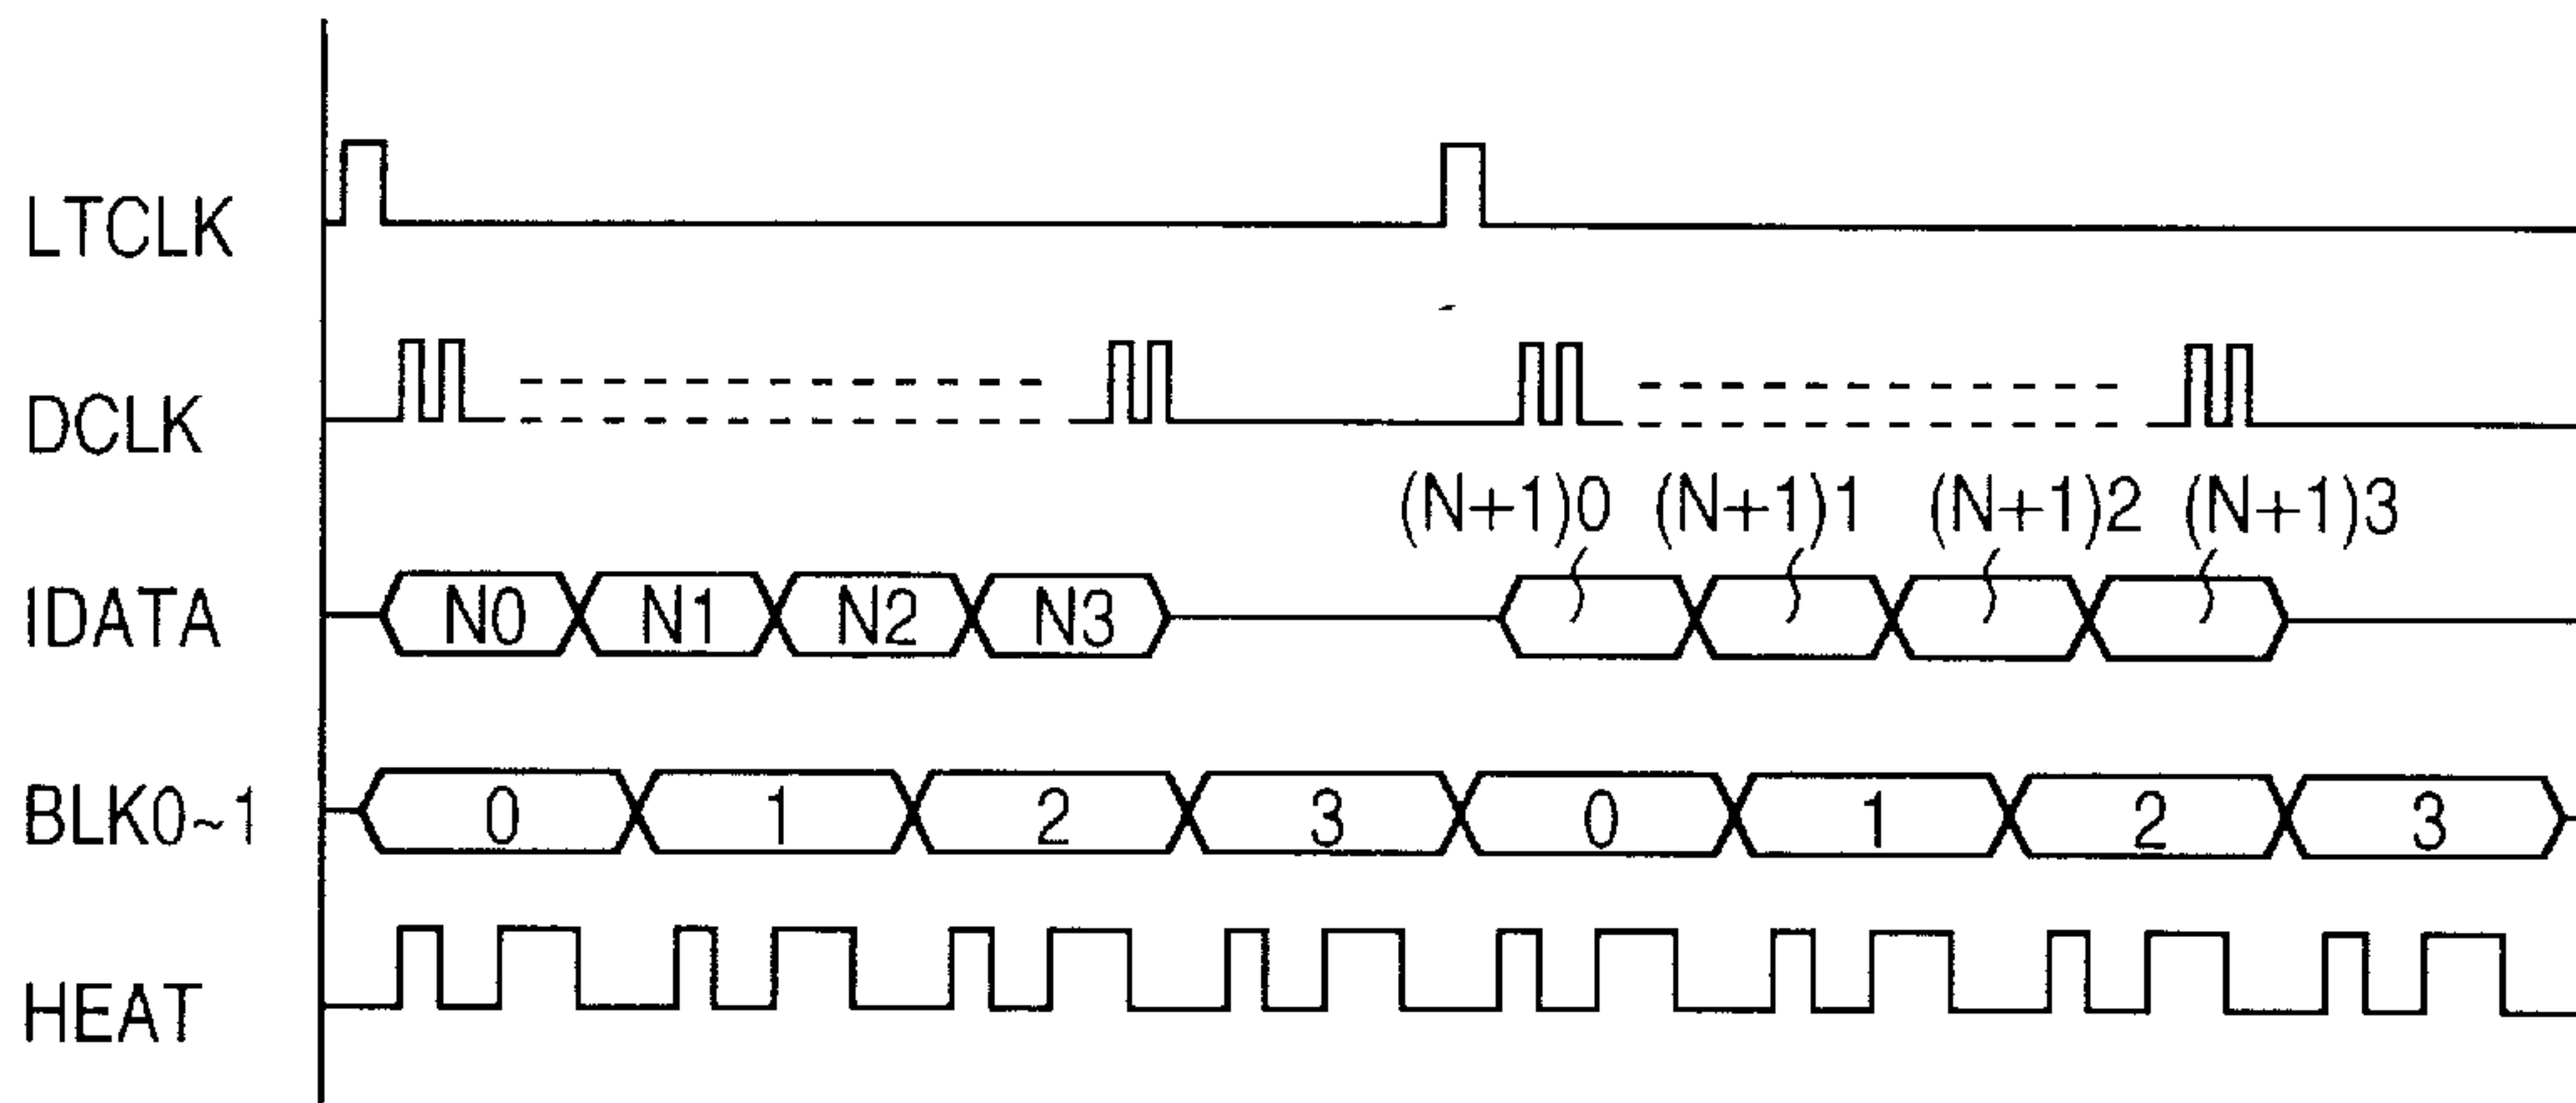 LTCLK
DCLK
(N+1)0 (N+1)1 (N+1)2 (N+1)3
IDATA N0 N1 N2 N3
BLK0~1 0 1 2 3 0 1 2 3
HEAT